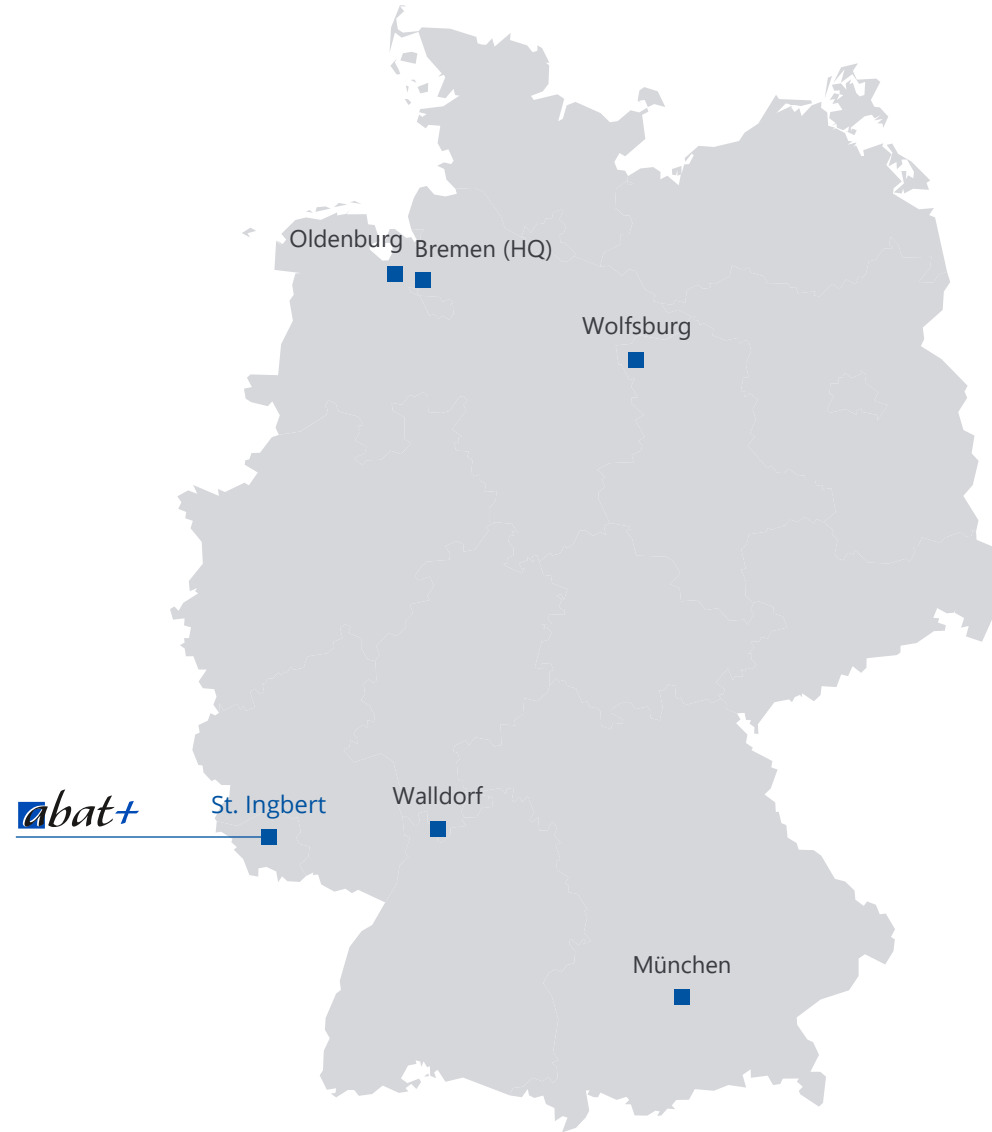 Oldenburg
Bremen (HQ)
Wolfsburg
abat+
St. Ingbert
Walldorf
München